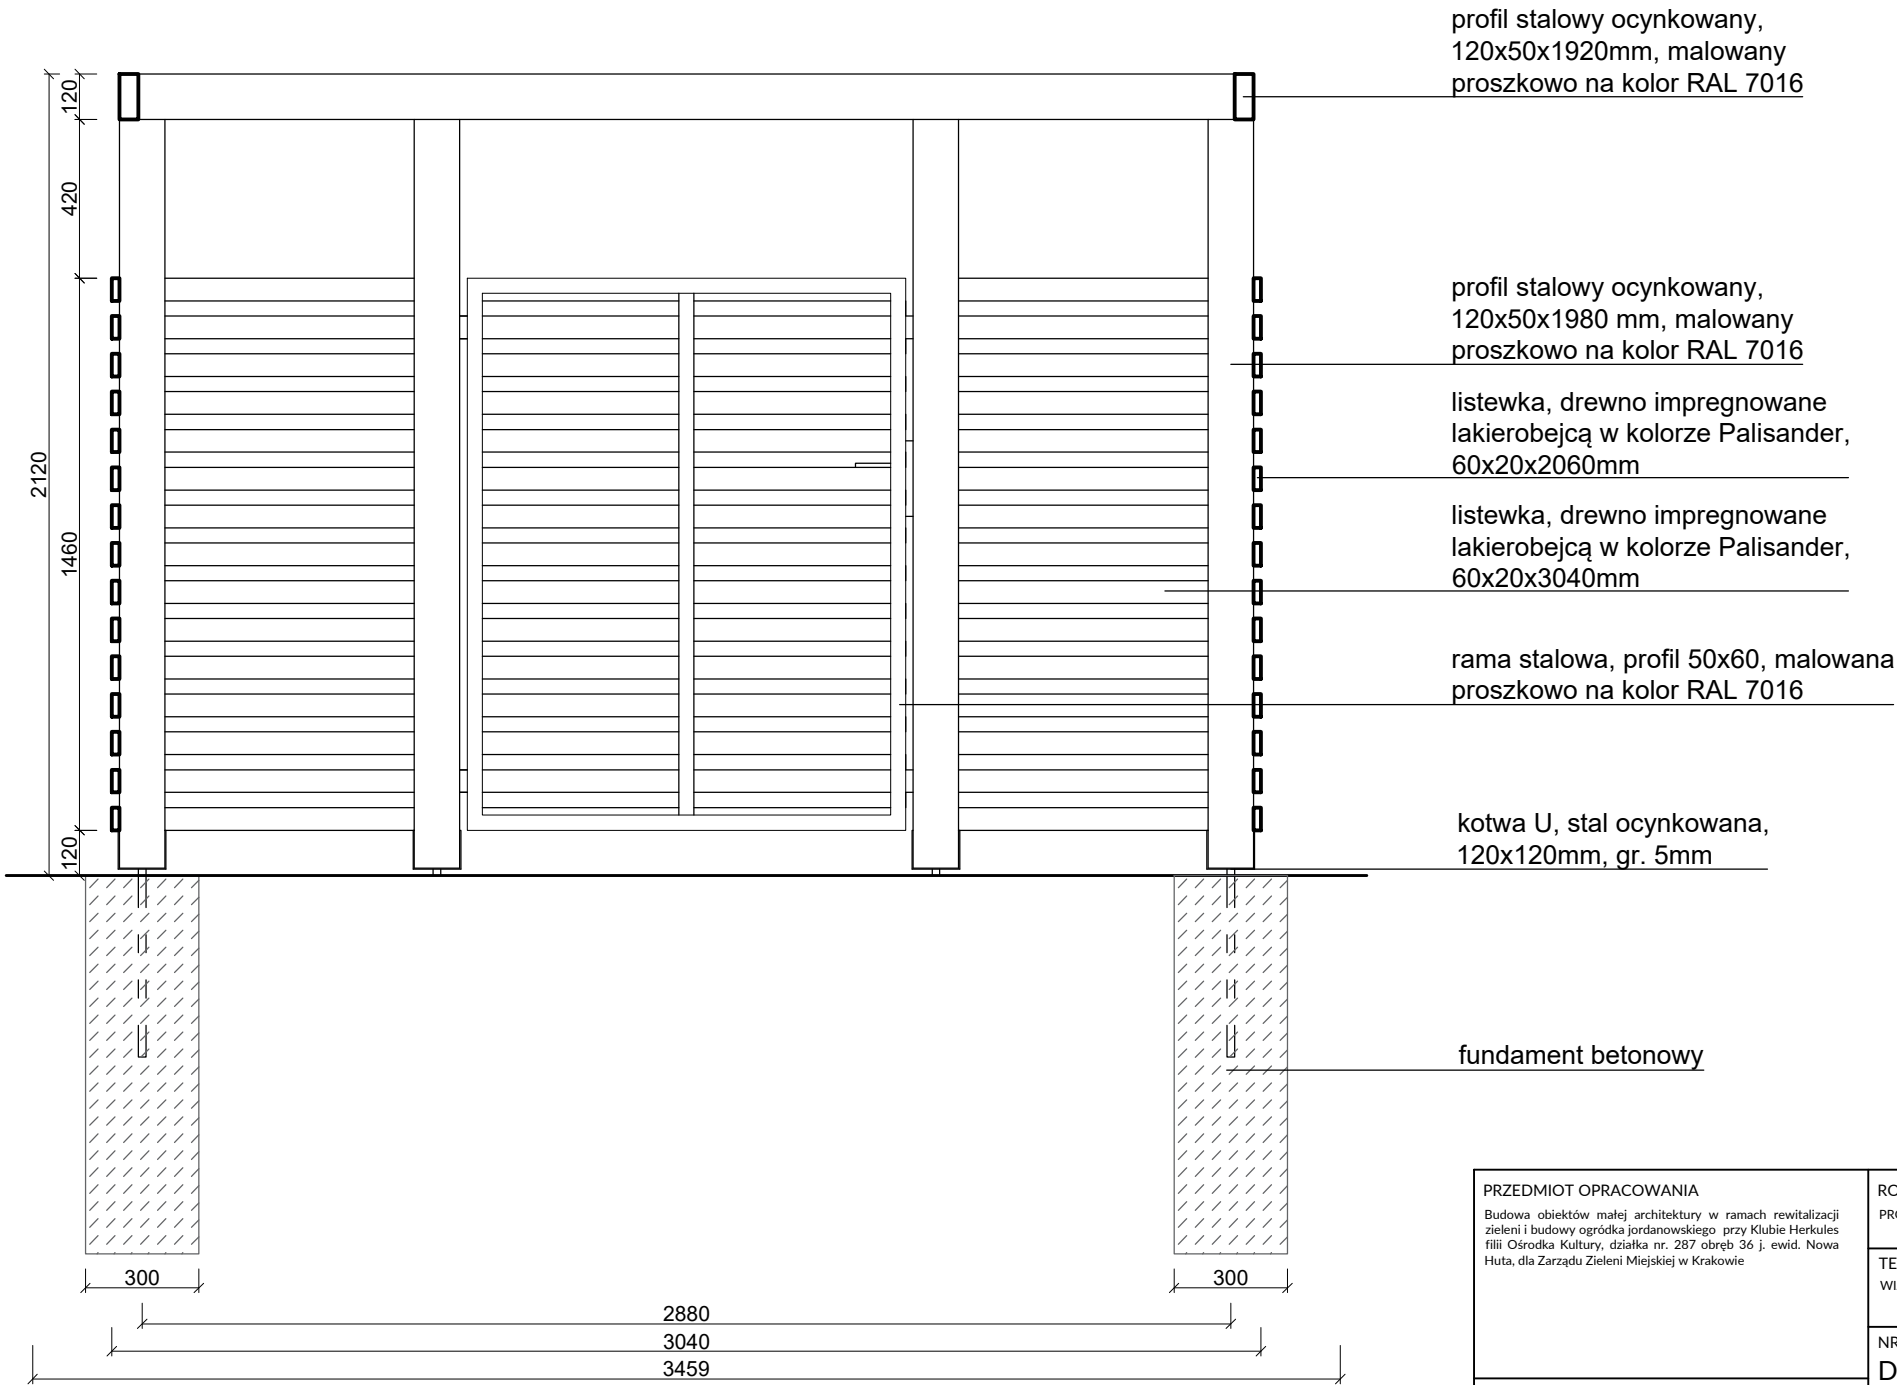 profil stalowy ocynkowany,
120x50x1920mm, malowany
proszkowo na kolor RAL 7016
120
420
profil stalowy ocynkowany,
120x50x1980 mm, malowany
proszkowo na kolor RAL 7016
listewka, drewno impregnowane
lakierobejcą w kolorze Palisander,
60x20x2060mm
2120
1460
listewka, drewno impregnowane
lakierobejcą w kolorze Palisander,
60x20x3040mm
rama stalowa, profil 50x60, malowana
proszkowo na kolor RAL 7016
120
kotwa U, stal ocynkowana,
120x120mm, gr. 5mm
fundament betonowy
300
300
2880
3040
3459
PRZEDMIOT OPRACOWANIA
Budowa obiektów małej architektury w ramach rewitalizacji
zieleni i budowy ogródka jordanowskiego przy Klubie Herkules
filii Ośrodka Kultury, działka nr. 287 obręb 36 j. ewid. Nowa
Huta, dla Zarządu Zieleni Miejskiej w Krakowie